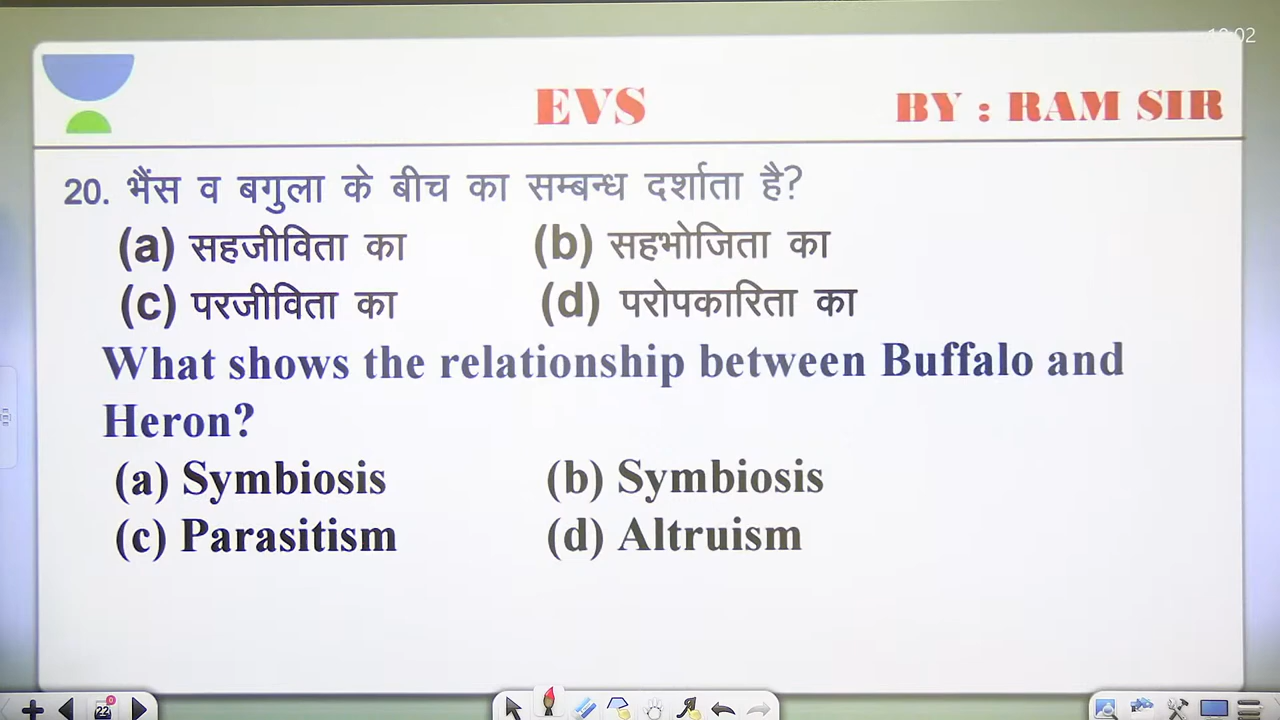 EVS
BY : RAM SIR
20. भैंस व बगुला के बीच का सम्बन्ध दर्शाता है?
(a) सहजीविता का (b) सहभोजिता का
(c) परजीविता का (d) परोपकारिता का
What shows the relationship between Buffalo and
Heron?
(a) Symbiosis (b) Symbiosis
(c) Parasitism (d) Altruism
22